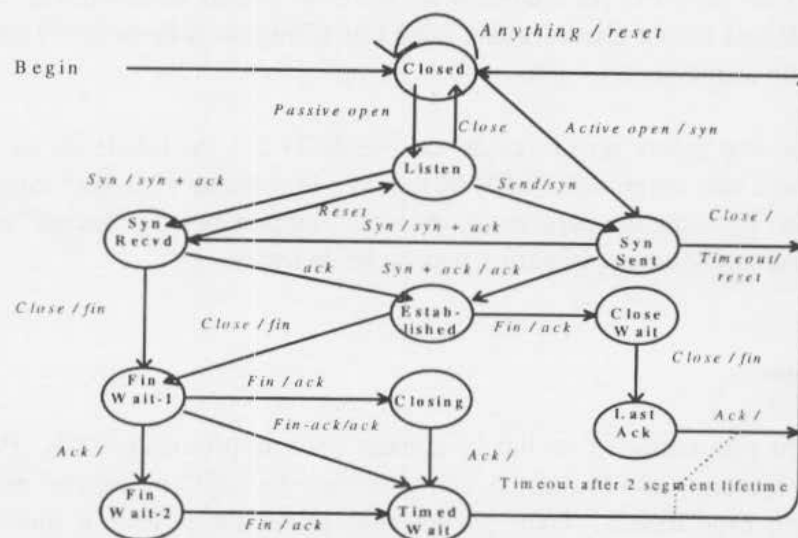 Anything / reset
Begin
Closed
Passive open
Close
Active open / syn
Listen
Syn / syn + ack
Reset
Send/syn
Syn
Recvd
Syn / syn + ack
Syn
Sent
Close /
Timeout/
reset
ack
Syn + ack / ack
Close / fin
Close / fin
Estab-
lished
Fin / ack
Close
Wait
Close / fin
Fin
Wait-1
Fin / ack
Closing
Fin-ack/ack
Last
Ack
Ack /
Ack /
Ack /
Timeout after 2 segment lifetime
Fin
Wait-2
Fin / ack
Timed
Wait